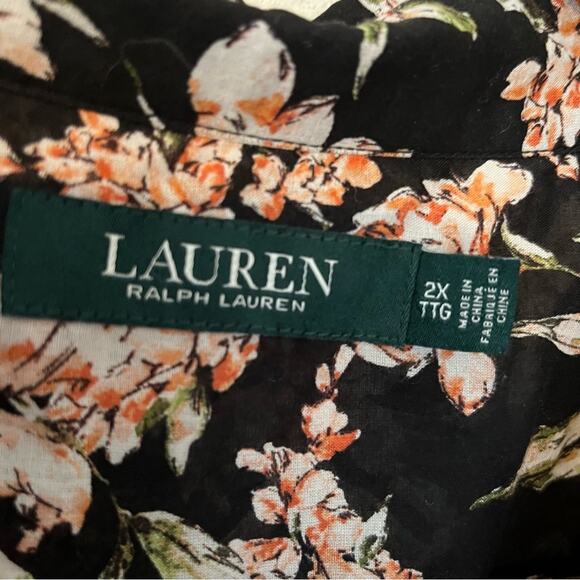 LAUREN
RALPH LAUREN
2X
TTG
MADE IN
CHINA
FABRIQUÉ EN
CHINE